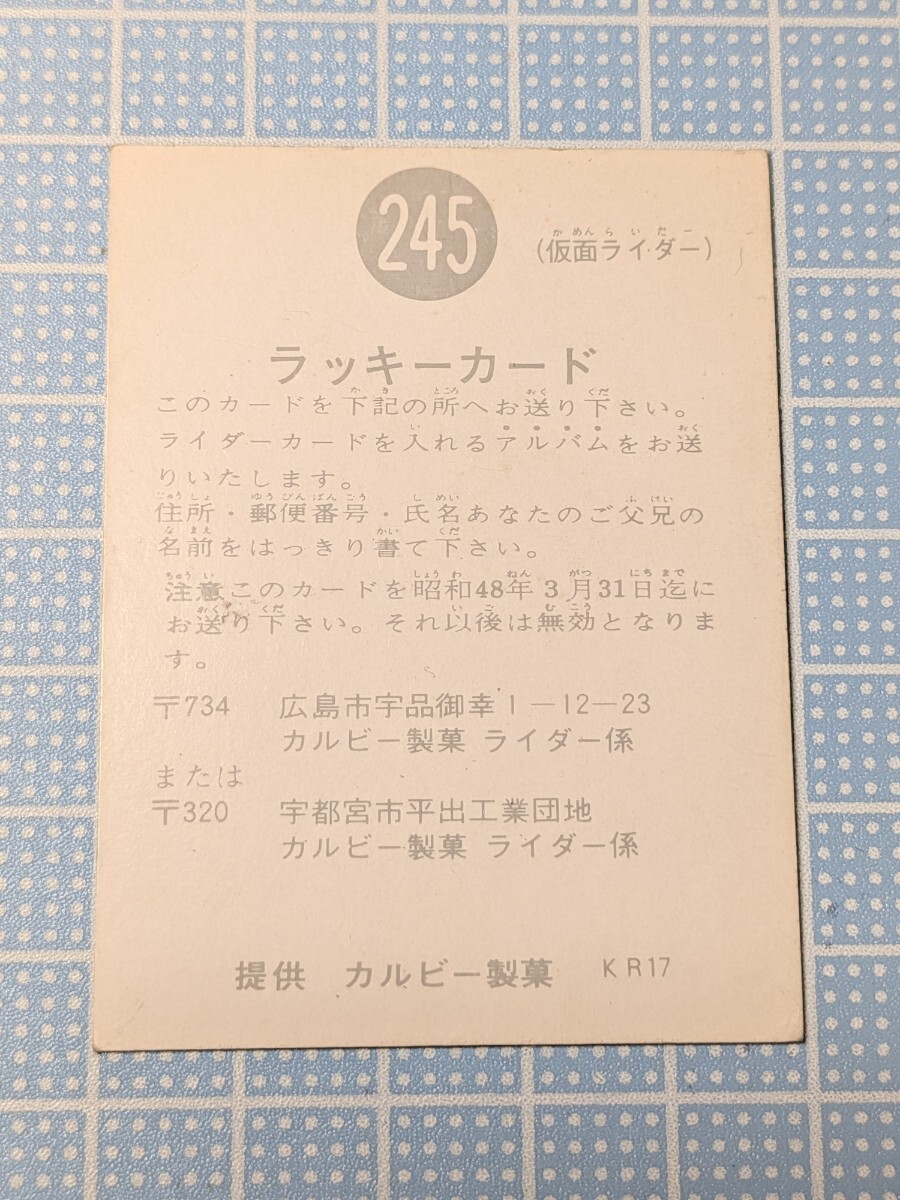 245
(仮面ライダー)
ラッキーカード
このカードを下記の所へお送り下さい。
ライダーカードを入れるアルバムをお送
りいたします。
住所・郵便番号・氏名あなたのご父兄の
名前をはっきり書て下さい。
注意このカードを昭和48年3月31日迄に
お送り下さい。それ以後は無効となりま
す。
〒734 広島市宇品御幸1-12-23
カルビー製菓 ライダー係
または
〒320 宇都宮市平出工業団地
カルビー製菓 ライダー係
提供 カルビー製菓 KR17